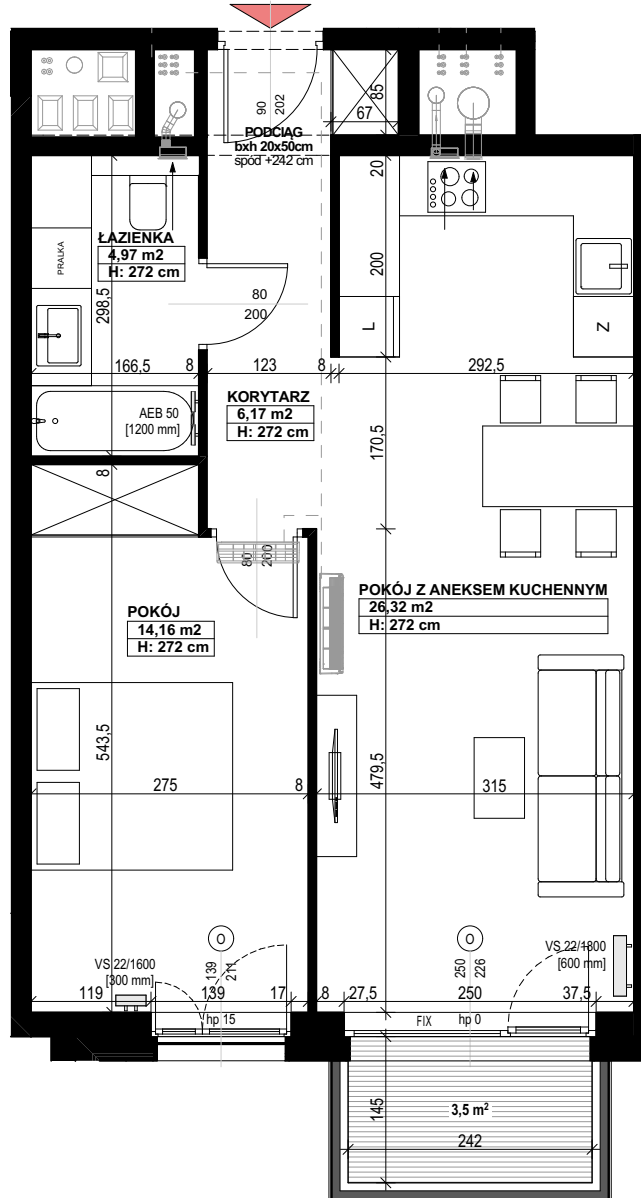 90
202
85
67
PODCIĄG
bxh 20x50cm
spód +242 cm
20
200
ŁAZIENKA
4,97 m2
H: 272 cm
PRALKA
298,5
80
200
L
Z
166,5
8
123
8
292,5
KORYTARZ
6,17 m2
H: 272 cm
AEB 50
[1200 mm]
170,5
8
80
200
POKÓJ Z ANEKSEM KUCHENNYM
26,32 m2
H: 272 cm
POKÓJ
14,16 m2
H: 272 cm
543,5
275
8
479,5
315
O
O
VS 22/1600
[300 mm]
139
211
250
226
VS 22/1800
[600 mm]
119
139
17
8
27,5
250
37,5
hp 15
FIX
hp 0
145
3,5 m²
242